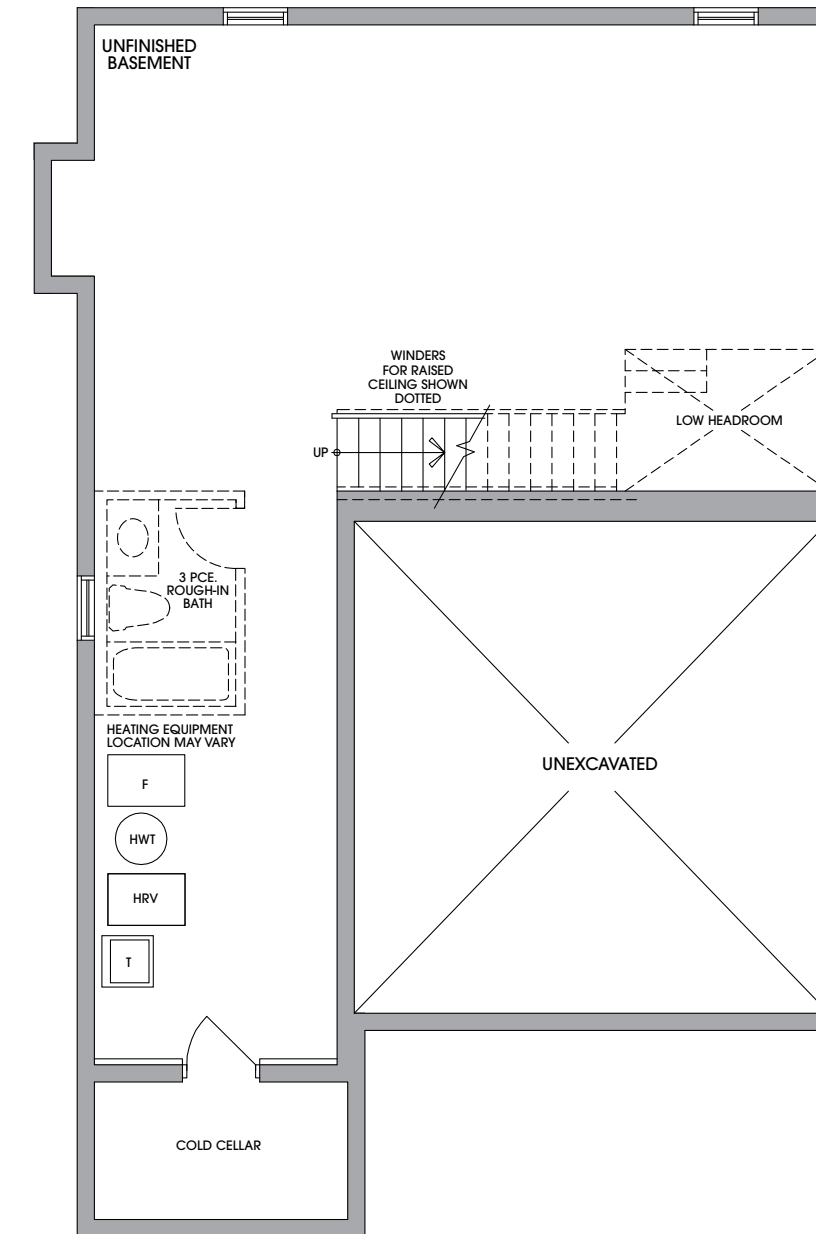 UNFINISHED
BASEMENT
WINDERS
FOR RAISED
CEILING SHOWN
DOTTED
LOW HEADROOM
UP
3 PCE.
ROUGH-IN
BATH
HEATING EQUIPMENT
LOCATION MAY VARY
F
UNEXCAVATED
HWT
HRV
T
COLD CELLAR